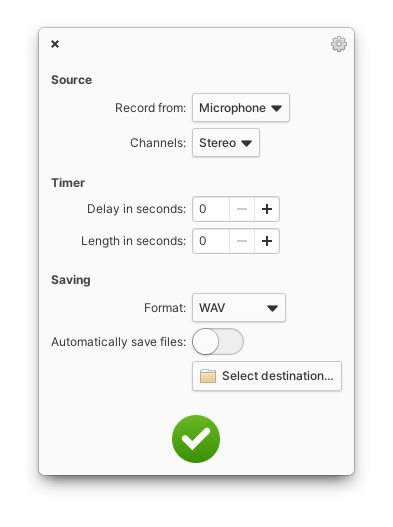 Source
Record from: Microphone
Channels: Stereo
Timer
Delay in seconds: 0
Length in seconds: 0
Saving
Format: WAV
Automatically save files:
Select destination...